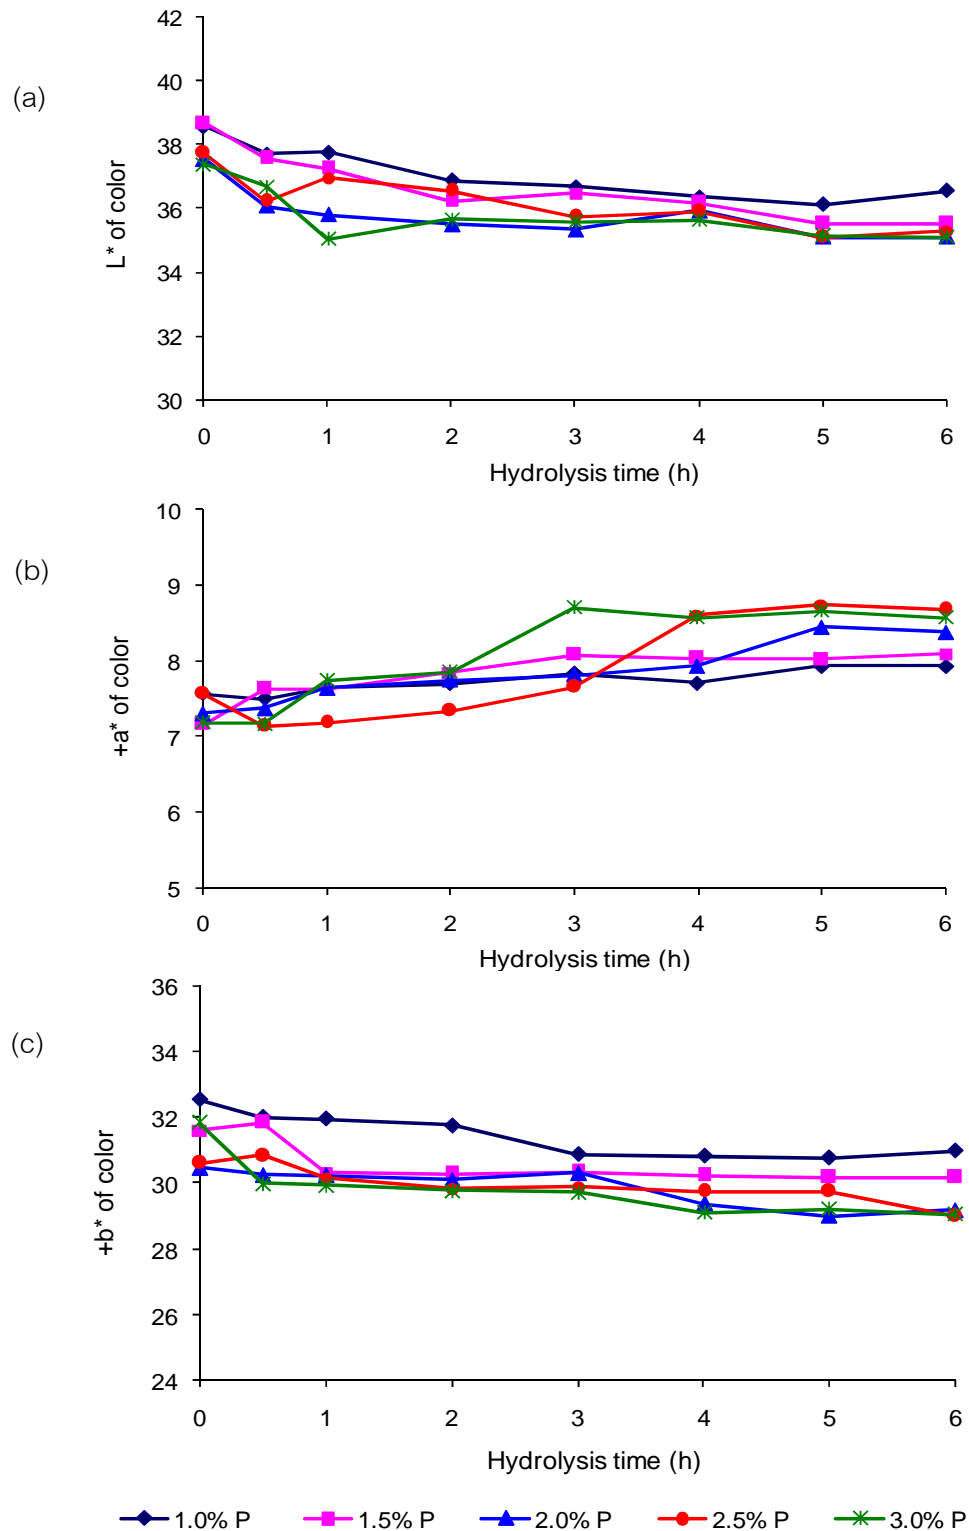 (a)
L* of color
42
40
38
36
34
32
30
0 1 2 3 4 5 6
Hydrolysis time (h)
(b)
+a* of color
10
9
8
7
6
5
0 1 2 3 4 5 6
Hydrolysis time (h)
(c)
+b* of color
36
34
32
30
28
26
24
0 1 2 3 4 5 6
Hydrolysis time (h)
1.0% P 1.5% P 2.0% P 2.5% P 3.0% P